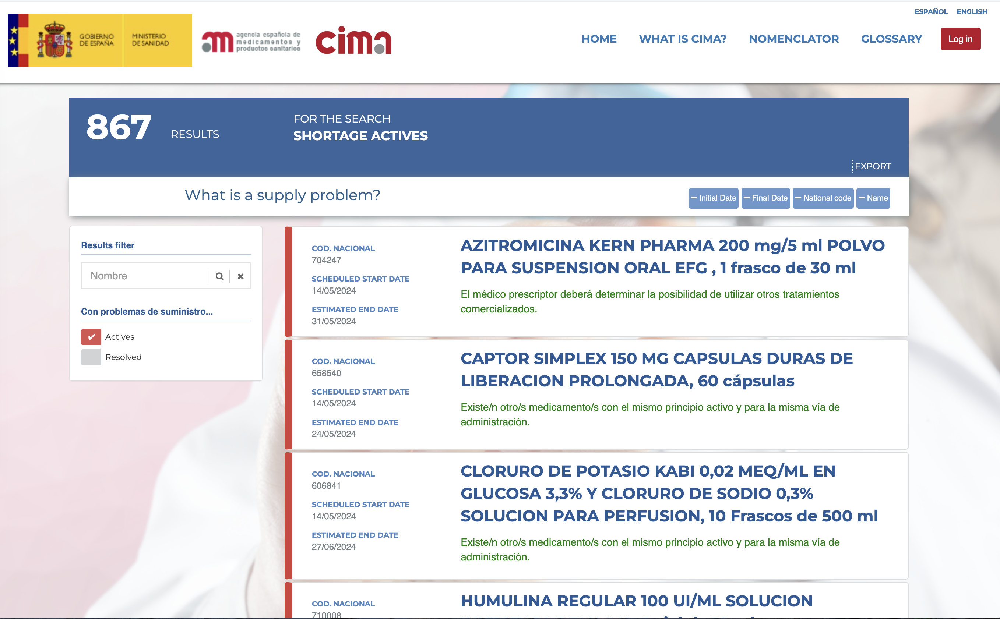 ESPAÑOL ENGLISH
GOBIERNO
DE ESPAÑA
MINISTERIO
DE SANIDAD
agencia española de
medicamentos y
productos sanitarios
cima
HOME WHAT IS CIMA? NOMENCLATOR GLOSSARY Log in
867 RESULTS
FOR THE SEARCH
SHORTAGE ACTIVES
EXPORT
What is a supply problem?
Initial Date Final Date National code Name
Results filter
Nombre
Con problemas de suministro...
Actives
Resolved
COD. NACIONAL
704247
SCHEDULED START DATE
14/05/2024
ESTIMATED END DATE
31/05/2024
AZITROMICINA KERN PHARMA 200 mg/5 ml POLVO
PARA SUSPENSION ORAL EFG , 1 frasco de 30 ml
El médico prescriptor deberá determinar la posibilidad de utilizar otros tratamientos
comercializados.
COD. NACIONAL
658540
SCHEDULED START DATE
14/05/2024
ESTIMATED END DATE
24/05/2024
CAPTOR SIMPLEX 150 MG CAPSULAS DURAS DE
LIBERACION PROLONGADA, 60 cápsulas
Existe/n otro/s medicamento/s con el mismo principio activo y para la misma vía de
administración.
COD. NACIONAL
606841
SCHEDULED START DATE
14/05/2024
ESTIMATED END DATE
27/06/2024
CLORURO DE POTASIO KABI 0,02 MEQ/ML EN
GLUCOSA 3,3% Y CLORURO DE SODIO 0,3%
SOLUCION PARA PERFUSION, 10 Frascos de 500 ml
Existe/n otro/s medicamento/s con el mismo principio activo y para la misma vía de
administración.
COD. NACIONAL
710008
HUMULINA REGULAR 100 UI/ML SOLUCION